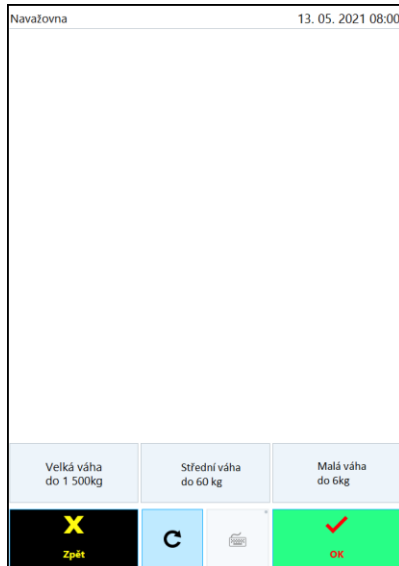 Navažovna 13. 05. 2021 08:00
Velká váha
do 1 500kg
Střední váha
do 60 kg
Malá váha
do 6kg
X
Zpět
OK